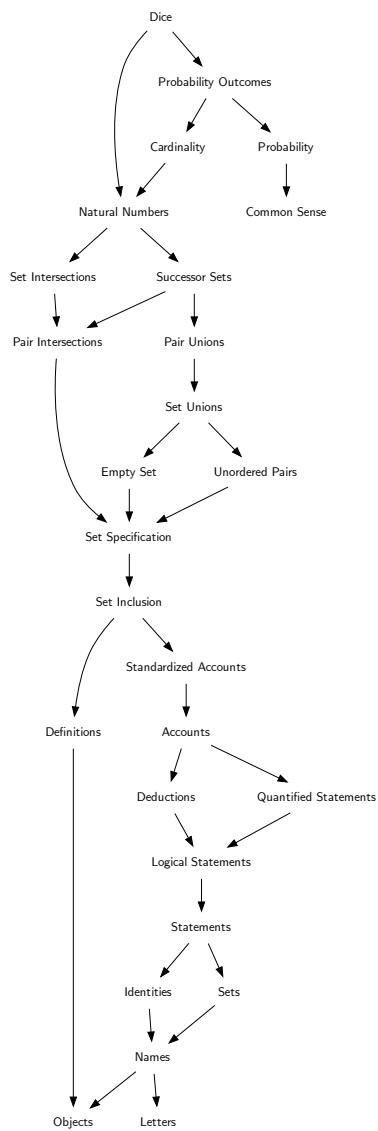 Dice
Probability Outcomes
Cardinality
Probability
Natural Numbers
Common Sense
Set Intersections
Successor Sets
Pair Intersections
Pair Unions
Set Unions
Empty Set
Unordered Pairs
Set Specification
Set Inclusion
Standardized Accounts
Definitions
Accounts
Deductions
Quantified Statements
Logical Statements
Statements
Identities
Sets
Names
Objects
Letters